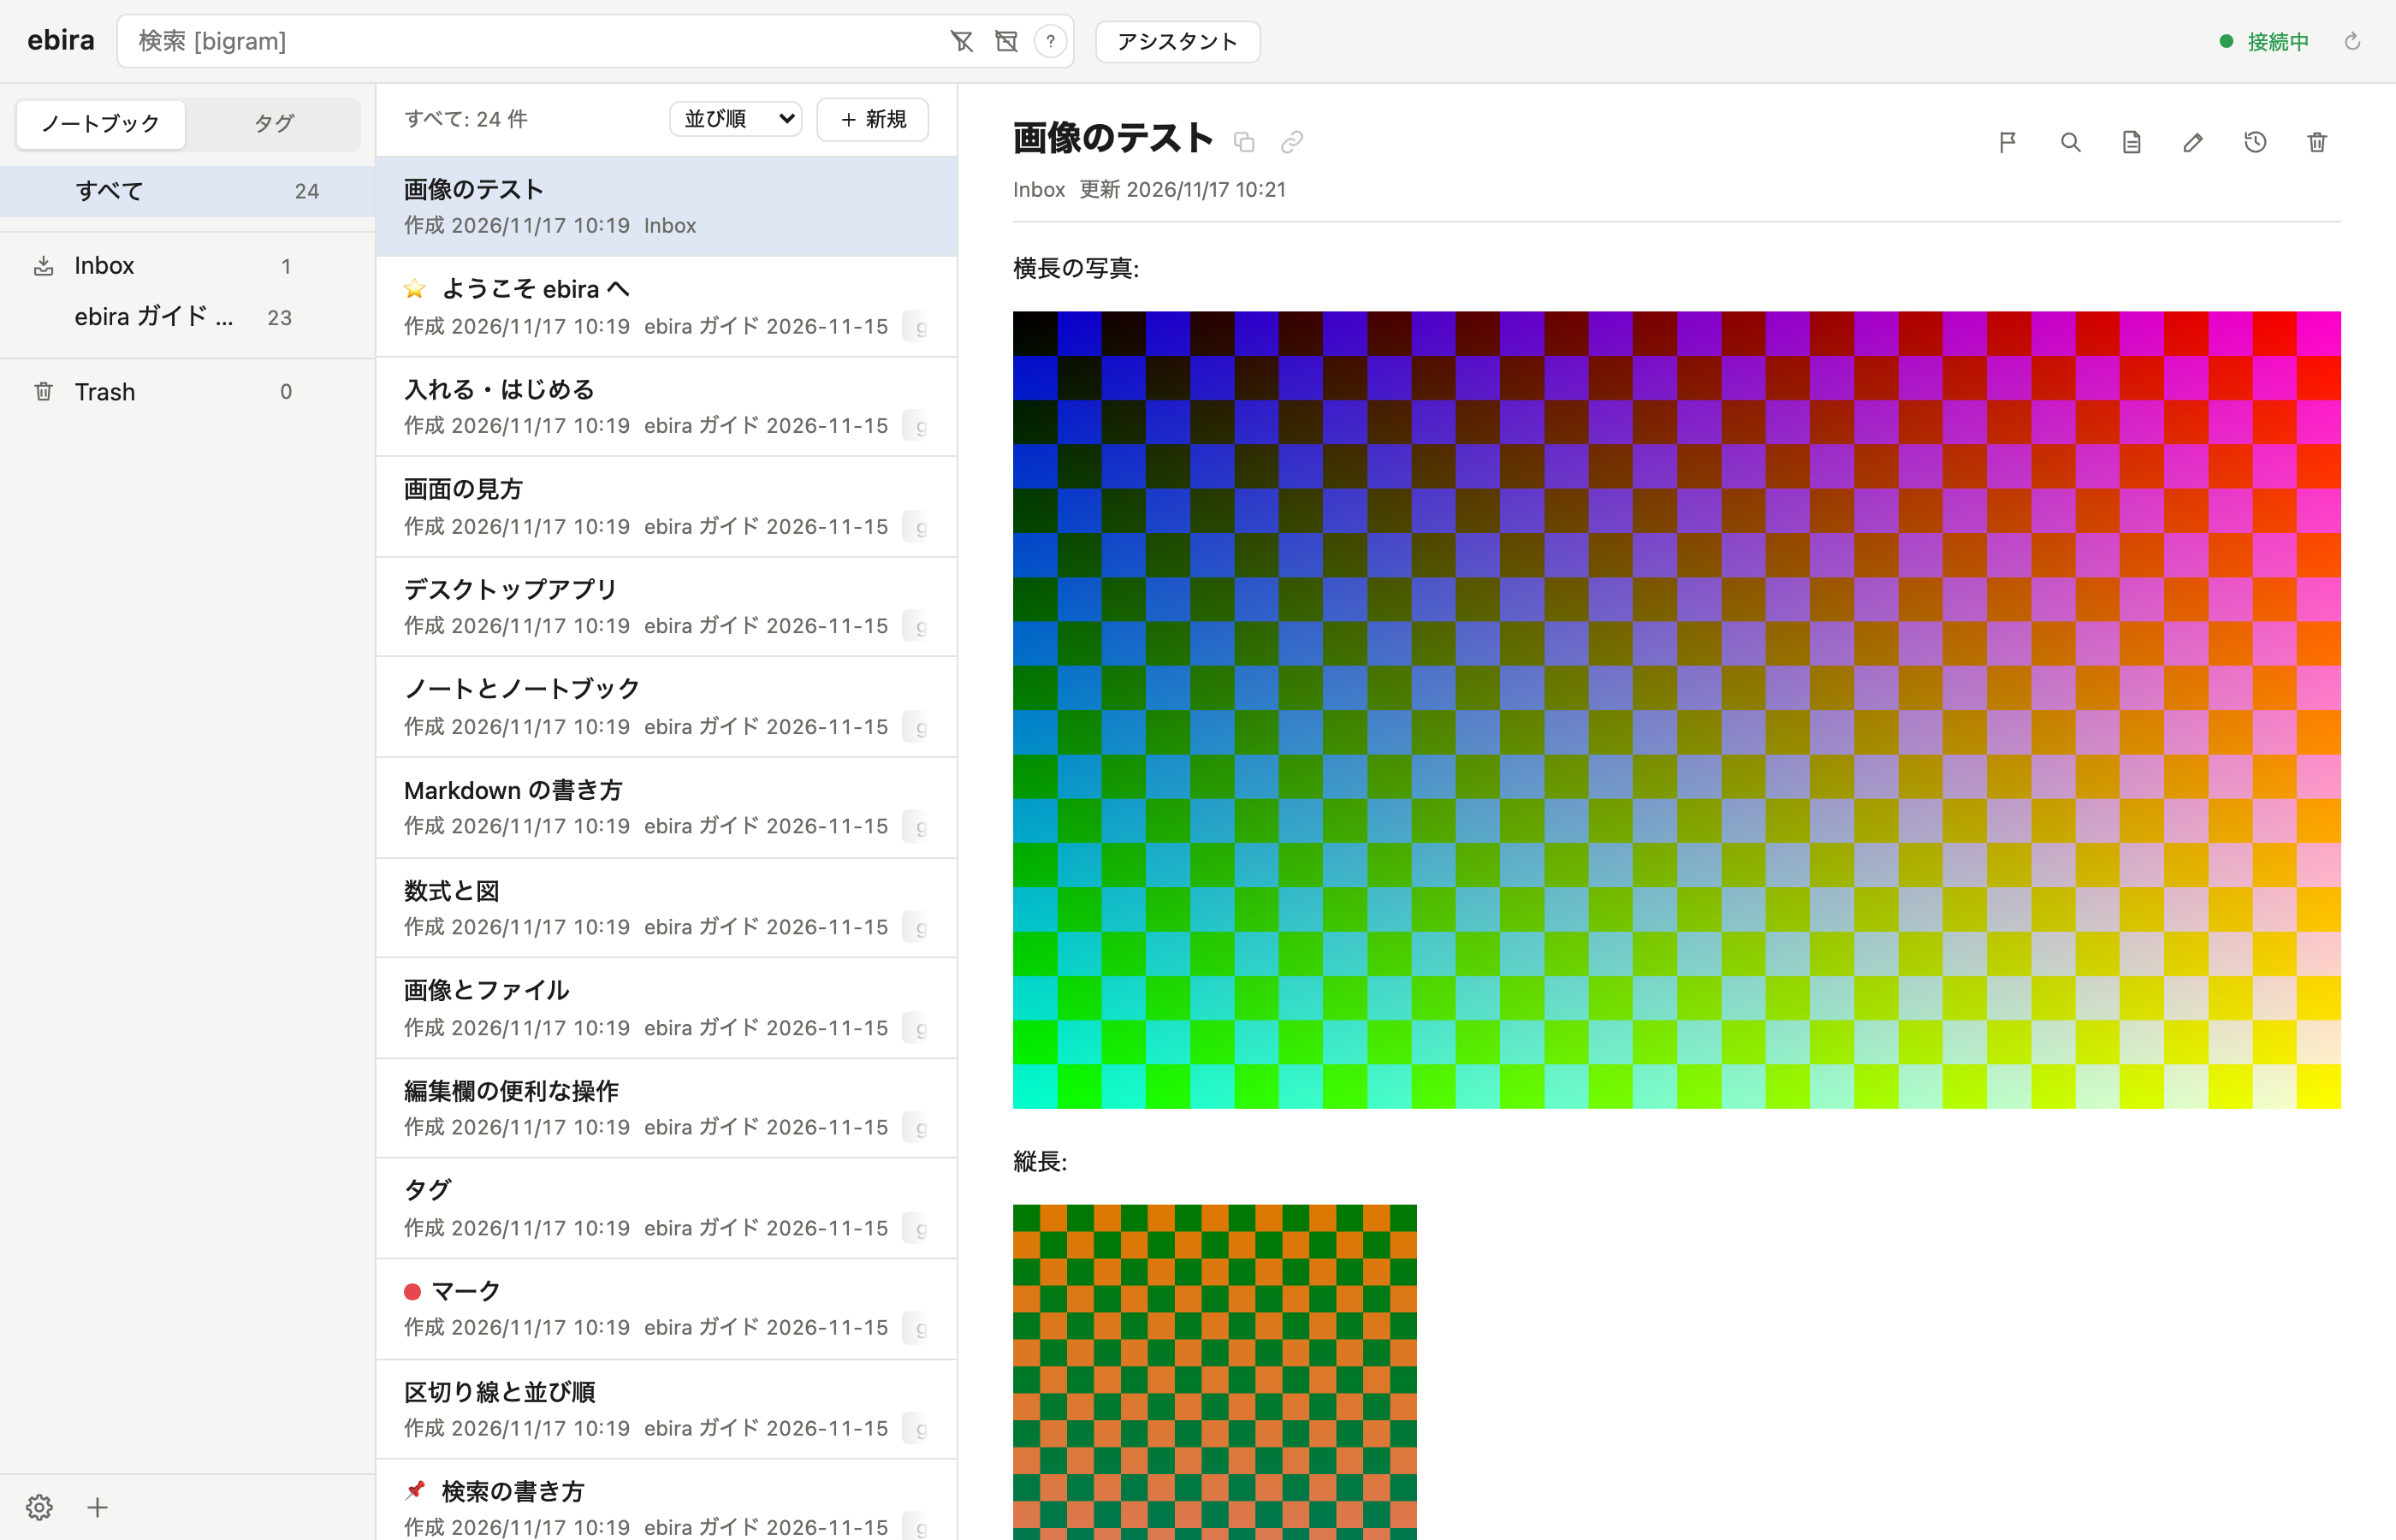 ebira
検索 [bigram]
?
アシスタント
接続中
ノートブック
タグ
すべて 24
Inbox 1
ebira ガイド ... 23
Trash 0
すべて: 24 件
並び順
+ 新規
画像のテスト
作成 2026/11/17 10:19 Inbox
ようこそ ebira へ
作成 2026/11/17 10:19 ebira ガイド 2026-11-15 g
入れる・はじめる
作成 2026/11/17 10:19 ebira ガイド 2026-11-15 g
画面の見方
作成 2026/11/17 10:19 ebira ガイド 2026-11-15 g
デスクトップアプリ
作成 2026/11/17 10:19 ebira ガイド 2026-11-15 g
ノートとノートブック
作成 2026/11/17 10:19 ebira ガイド 2026-11-15 g
Markdown の書き方
作成 2026/11/17 10:19 ebira ガイド 2026-11-15 g
数式と図
作成 2026/11/17 10:19 ebira ガイド 2026-11-15 g
画像とファイル
作成 2026/11/17 10:19 ebira ガイド 2026-11-15 g
編集欄の便利な操作
作成 2026/11/17 10:19 ebira ガイド 2026-11-15 g
タグ
作成 2026/11/17 10:19 ebira ガイド 2026-11-15 g
マーク
作成 2026/11/17 10:19 ebira ガイド 2026-11-15 g
区切り線と並び順
作成 2026/11/17 10:19 ebira ガイド 2026-11-15 g
検索の書き方
作成 2026/11/17 10:19 ebira ガイド 2026-11-15 g
画像のテスト
Inbox 更新 2026/11/17 10:21
横長の写真:
縦長: